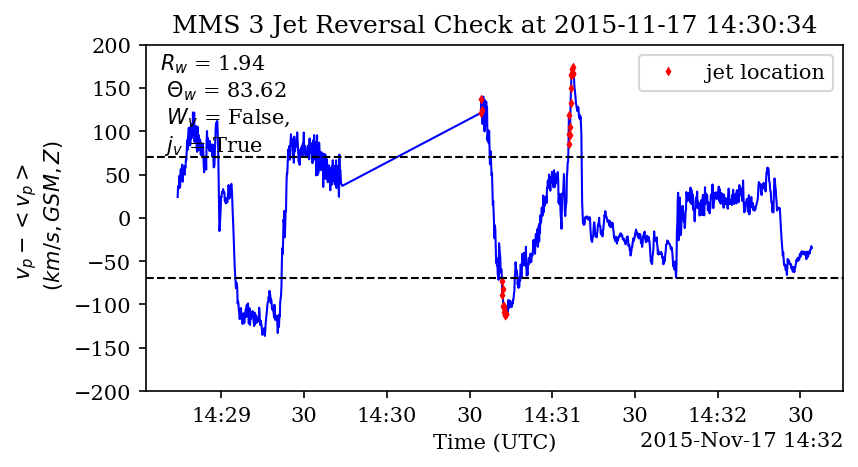 MMS 3 Jet Reversal Check at 2015-11-17 14:30:34
200
150
100
50
0
−50
−100
−150
−200
v_p − < v_p >
(km/s, GSM, Z)
R_w = 1.94
Θ_w = 83.62
W_v = False,
j_v = True
jet location
14:29 30 14:30 30 14:31 30 14:32 30
Time (UTC)
2015-Nov-17 14:32